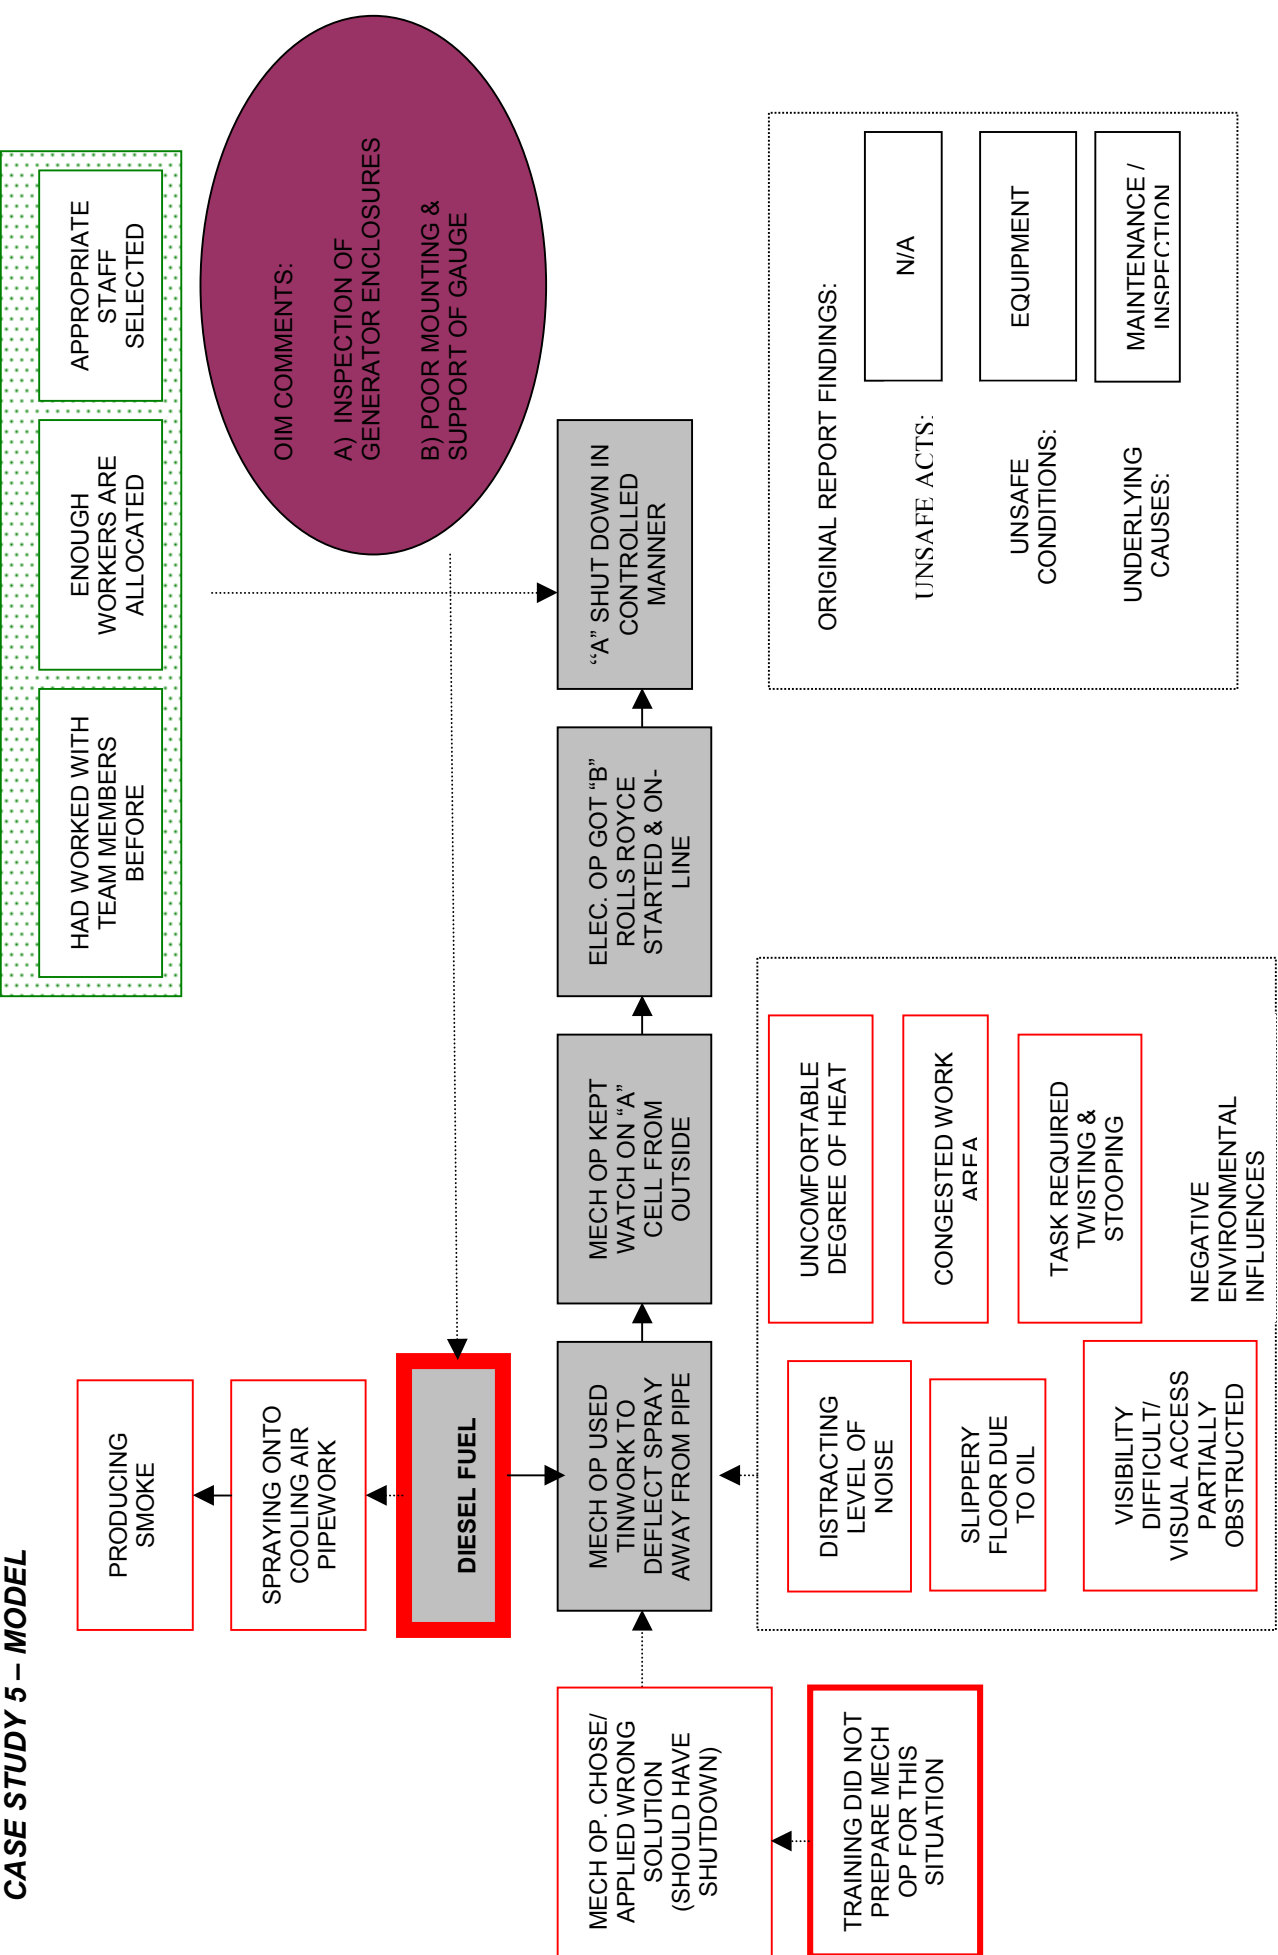 CASE STUDY 5 – MODEL
PRODUCING
SMOKE
SPRAYING ONTO
COOLING AIR
PIPEWORK
DIESEL FUEL
HAD WORKED WITH
TEAM MEMBERS
BEFORE
ENOUGH
WORKERS ARE
ALLOCATED
APPROPRIATE
STAFF
SELECTED
OIM COMMENTS:
A) INSPECTION OF
GENERATOR ENCLOSURES
B) POOR MOUNTING &
SUPPORT OF GAUGE
MECH OP. CHOSE/
APPLIED WRONG
SOLUTION
(SHOULD HAVE
SHUTDOWN)
MECH OP USED
TINWORK TO
DEFLECT SPRAY
AWAY FROM PIPE
MECH OP KEPT
WATCH ON “A”
CELL FROM
OUTSIDE
ELEC. OP GOT “B”
ROLLS ROYCE
STARTED & ON-
LINE
“A” SHUT DOWN IN
CONTROLLED
MANNER
TRAINING DID NOT
PREPARE MECH
OP FOR THIS
SITUATION
DISTRACTING
LEVEL OF
NOISE
SLIPPERY
FLOOR DUE
TO OIL
VISIBILITY
DIFFICULT/
VISUAL ACCESS
PARTIALLY
OBSTRUCTED
UNCOMFORTABLE
DEGREE OF HEAT
CONGESTED WORK
AREA
TASK REQUIRED
TWISTING &
STOOPING
NEGATIVE
ENVIRONMENTAL
INFLUENCES
ORIGINAL REPORT FINDINGS:
UNSAFE ACTS:
N/A
UNSAFE
CONDITIONS:
EQUIPMENT
UNDERLYING
CAUSES:
MAINTENANCE /
INSPECTION